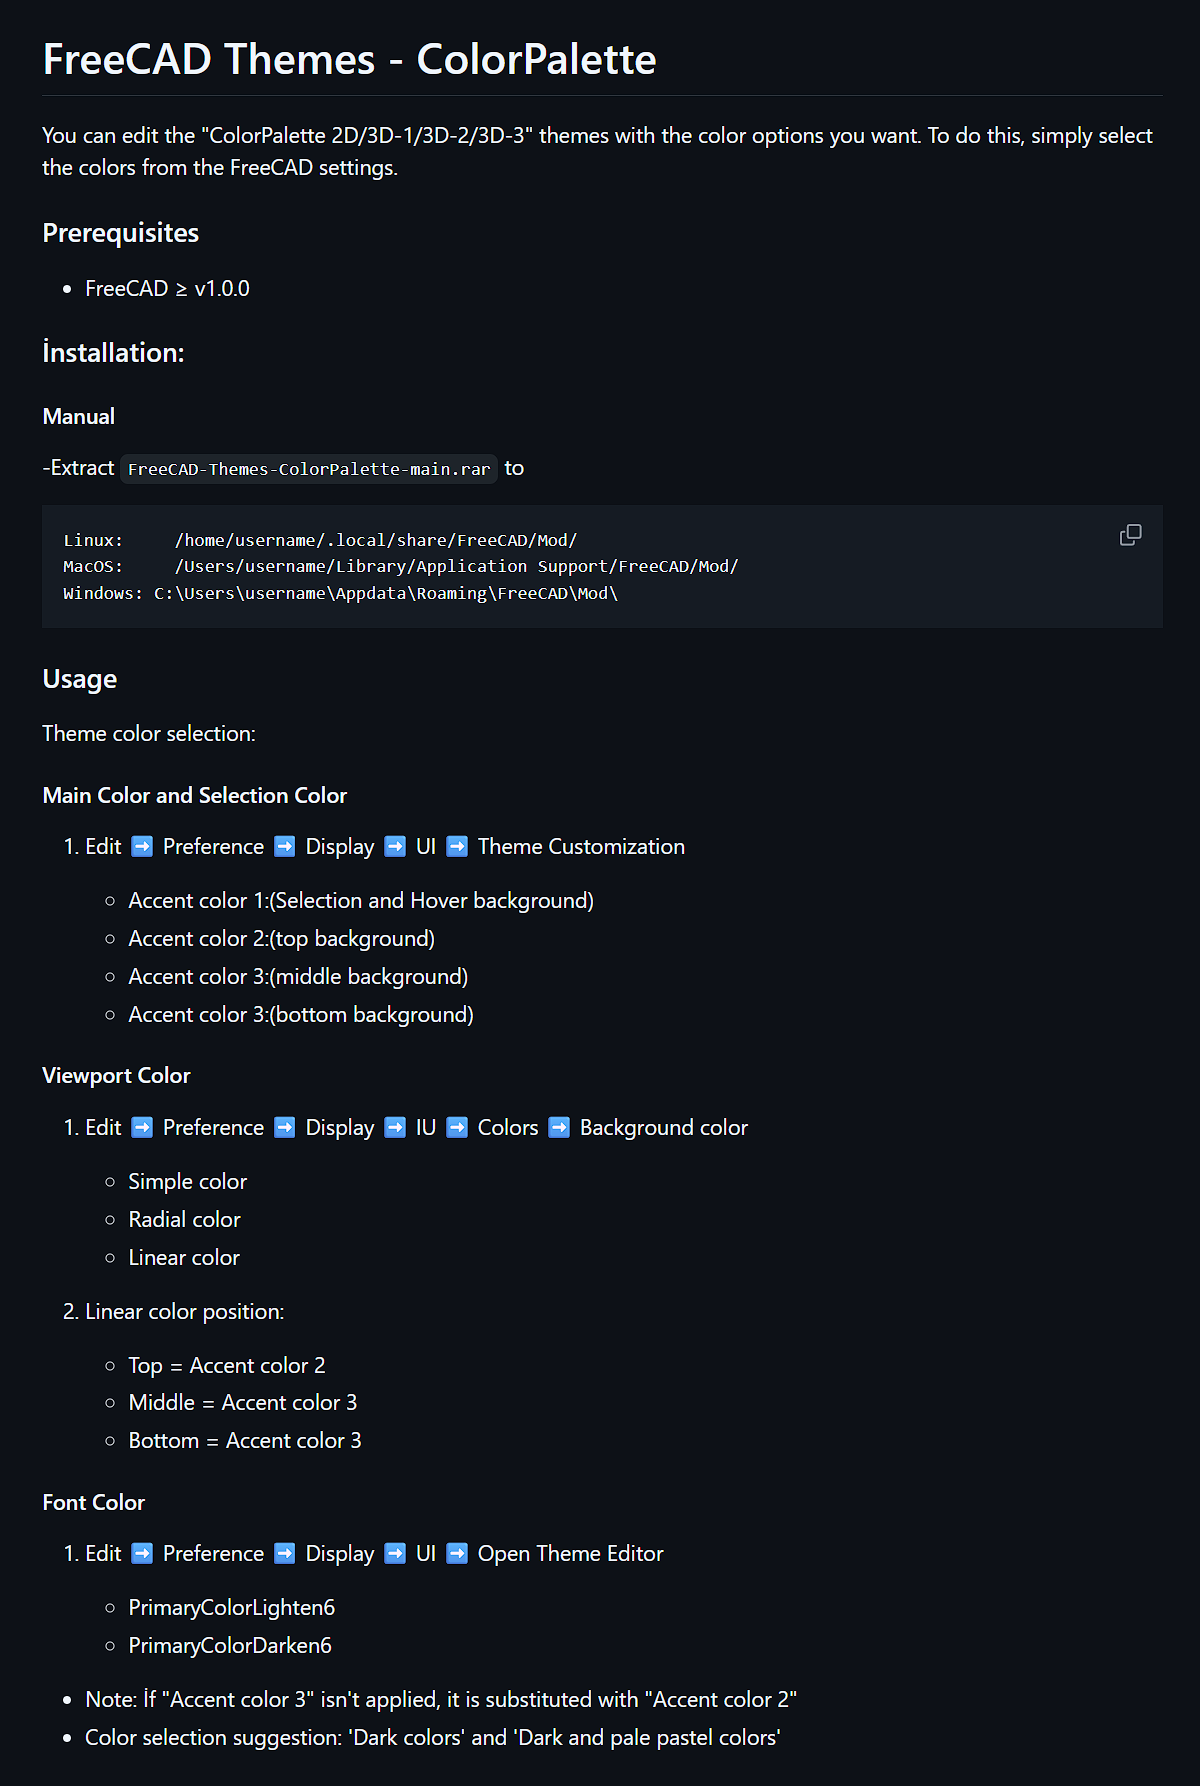 FreeCAD Themes - ColorPalette
You can edit the "ColorPalette 2D/3D-1/3D-2/3D-3" themes with the color options you want. To do this, simply select
the colors from the FreeCAD settings.
Prerequisites
• FreeCAD ≥ v1.0.0
İnstallation:
Manual
-Extract FreeCAD-Themes-ColorPalette-main.rar to
Linux:     /home/username/.local/share/FreeCAD/Mod/
MacOS:     /Users/username/Library/Application Support/FreeCAD/Mod/
Windows: C:\Users\username\Appdata\Roaming\FreeCAD\Mod\
Usage
Theme color selection:
Main Color and Selection Color
1. Edit ➡️ Preference ➡️ Display ➡️ UI ➡️ Theme Customization
◦ Accent color 1:(Selection and Hover background)
◦ Accent color 2:(top background)
◦ Accent color 3:(middle background)
◦ Accent color 3:(bottom background)
Viewport Color
1. Edit ➡️ Preference ➡️ Display ➡️ IU ➡️ Colors ➡️ Background color
◦ Simple color
◦ Radial color
◦ Linear color
2. Linear color position:
◦ Top = Accent color 2
◦ Middle = Accent color 3
◦ Bottom = Accent color 3
Font Color
1. Edit ➡️ Preference ➡️ Display ➡️ UI ➡️ Open Theme Editor
◦ PrimaryColorLighten6
◦ PrimaryColorDarken6
• Note: İf "Accent color 3" isn't applied, it is substituted with "Accent color 2"
• Color selection suggestion: 'Dark colors' and 'Dark and pale pastel colors'